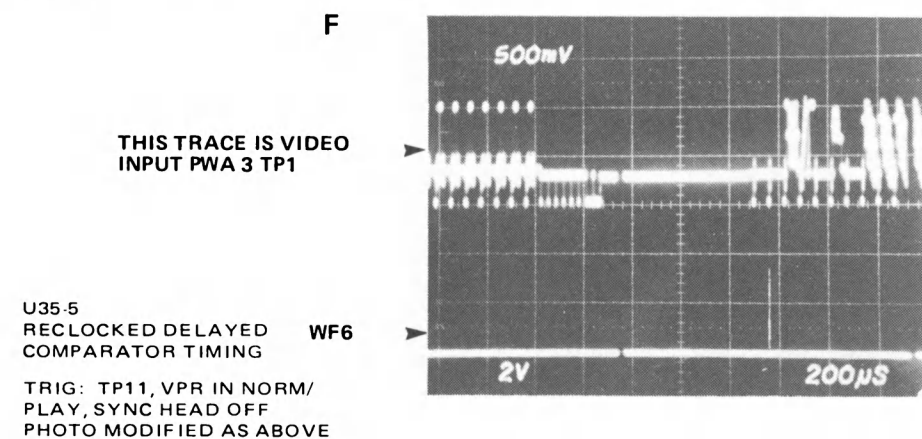 F
500mV
THIS TRACE IS VIDEO
INPUT PWA 3 TP1
U35-5
RECLOCKED DELAYED
COMPARATOR TIMING
WF6
2V
200µS
TRIG: TP11, VPR IN NORM/
PLAY, SYNC HEAD OFF
PHOTO MODIFIED AS ABOVE